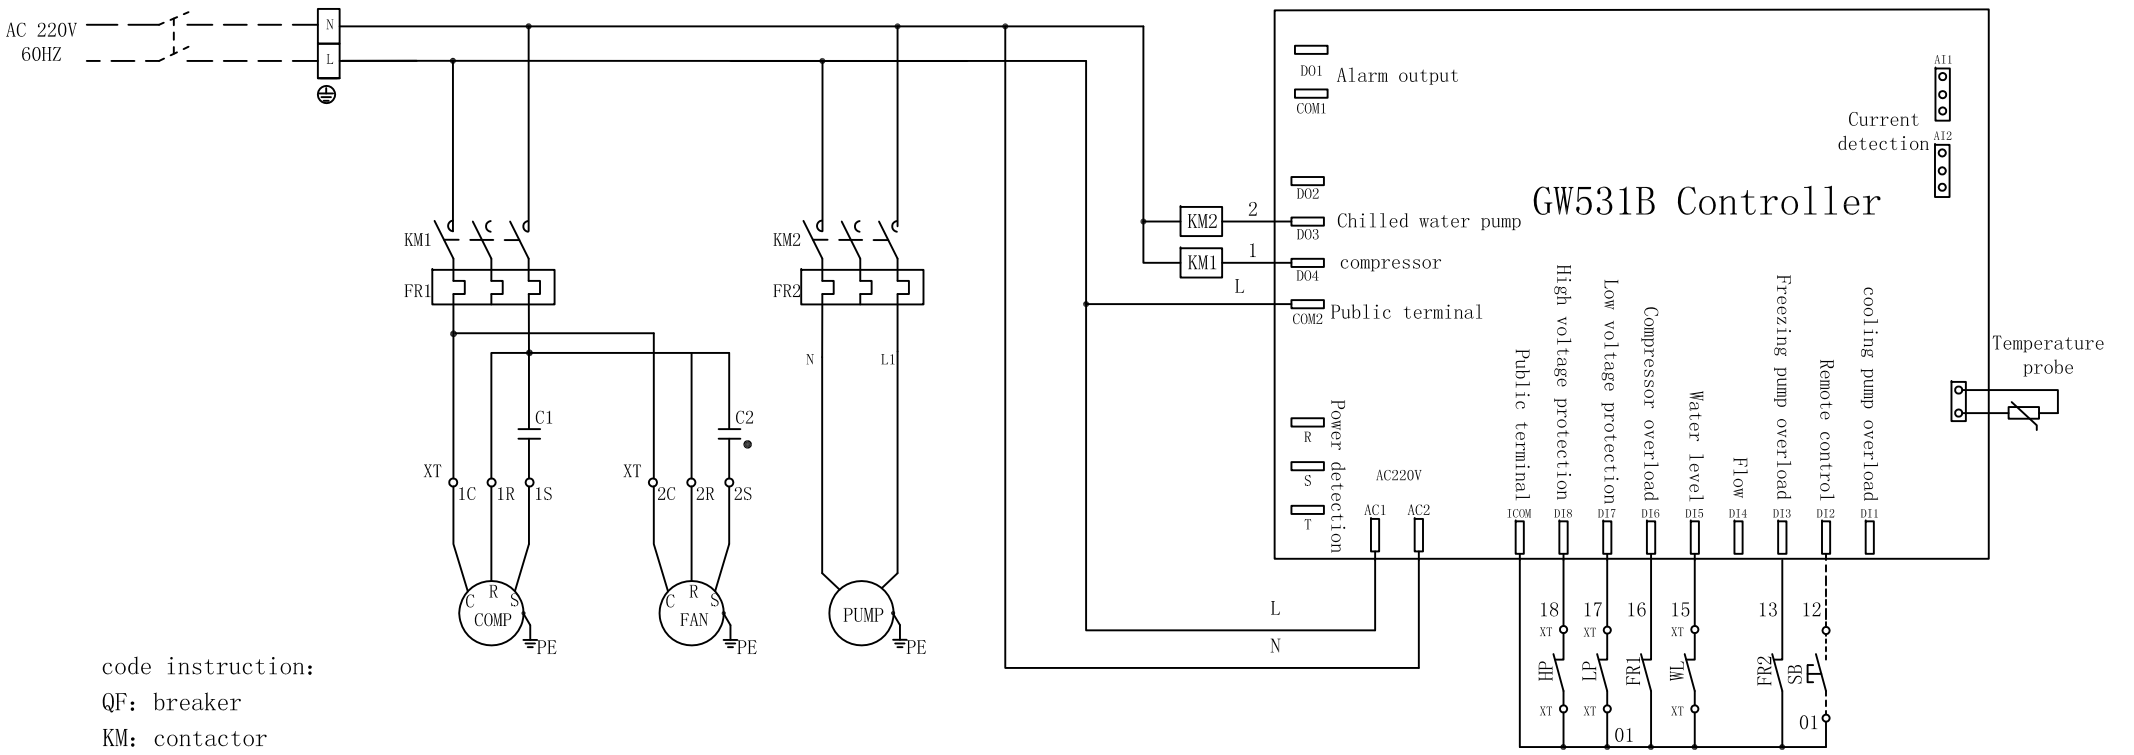 AC 220V
60HZ
N
L
KM1
FR1
KM2
FR2
N
L1
C1
C2
XT
1C
1R
1S
XT
2C
2R
2S
C
R
S
COMP
PE
C
R
S
FAN
PE
PUMP
PE
code instruction:
QF: breaker
KM: contactor
KM2
2
KM1
1
L
L
N
DO1
Alarm output
COM1
DO2
Chilled water pump
DO3
compressor
DO4
COM2
Public terminal
GW531B Controller
AI1
Current
detection
AI2
Temperature
probe
R
S
T
Power detection
AC220V
AC1
AC2
Public terminal
High voltage protection
Low voltage protection
Compressor overload
Water level
Flow
Freezing pump overload
Remote control
cooling pump overload
ICOM
DI8
DI7
DI6
DI5
DI4
DI3
DI2
DI1
18
17
16
15
13
12
XT
XT
XT
HP
LP
FR1
WL
FR2
SB
XT
XT
XT
01
01